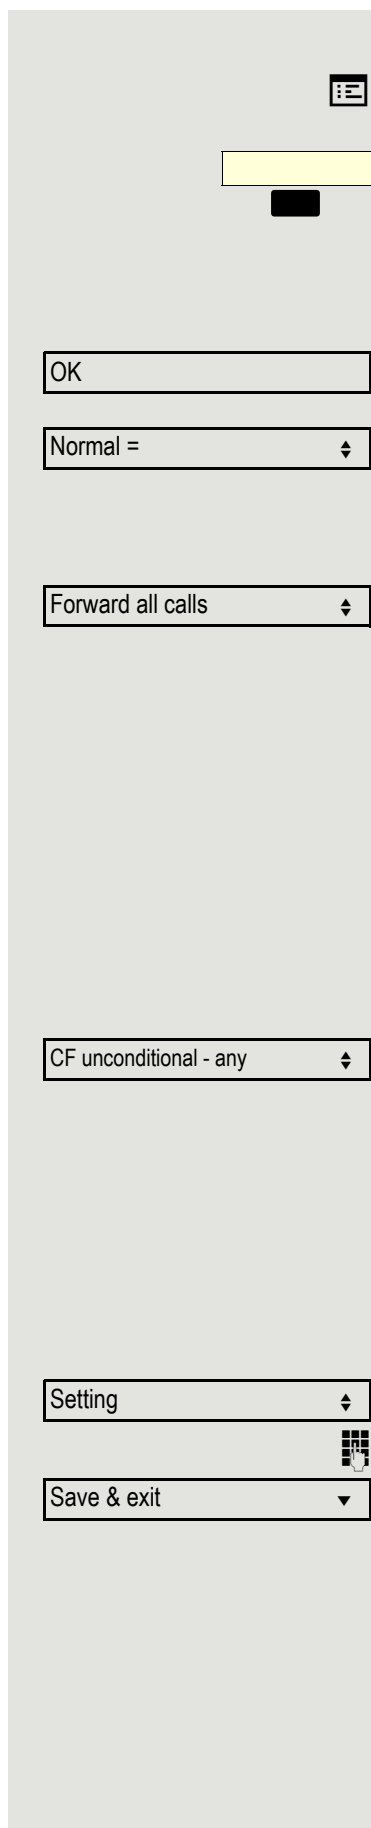 OK
Normal =
Forward all calls
CF unconditional - any
Setting
Save & exit